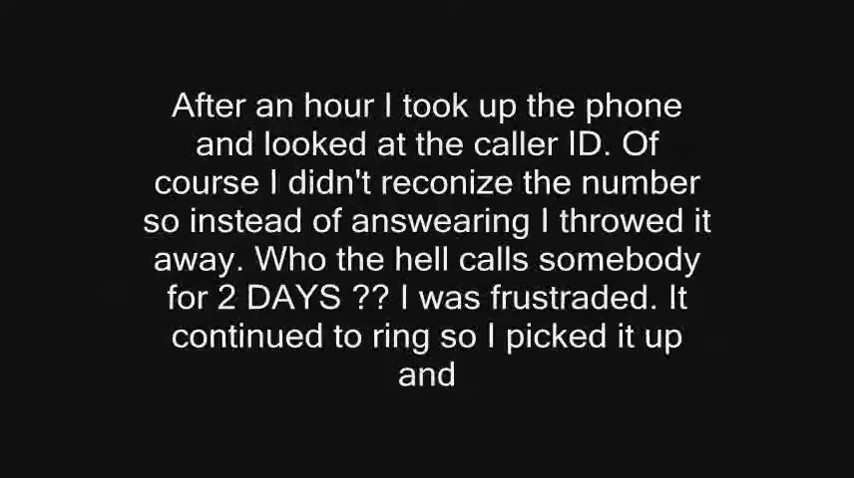 After an hour I took up the phone
and looked at the caller ID. Of
course I didn't reconize the number
so instead of answearing I throwed it
away. Who the hell calls somebody
for 2 DAYS ?? I was frustraded. It
continued to ring so I picked it up
and